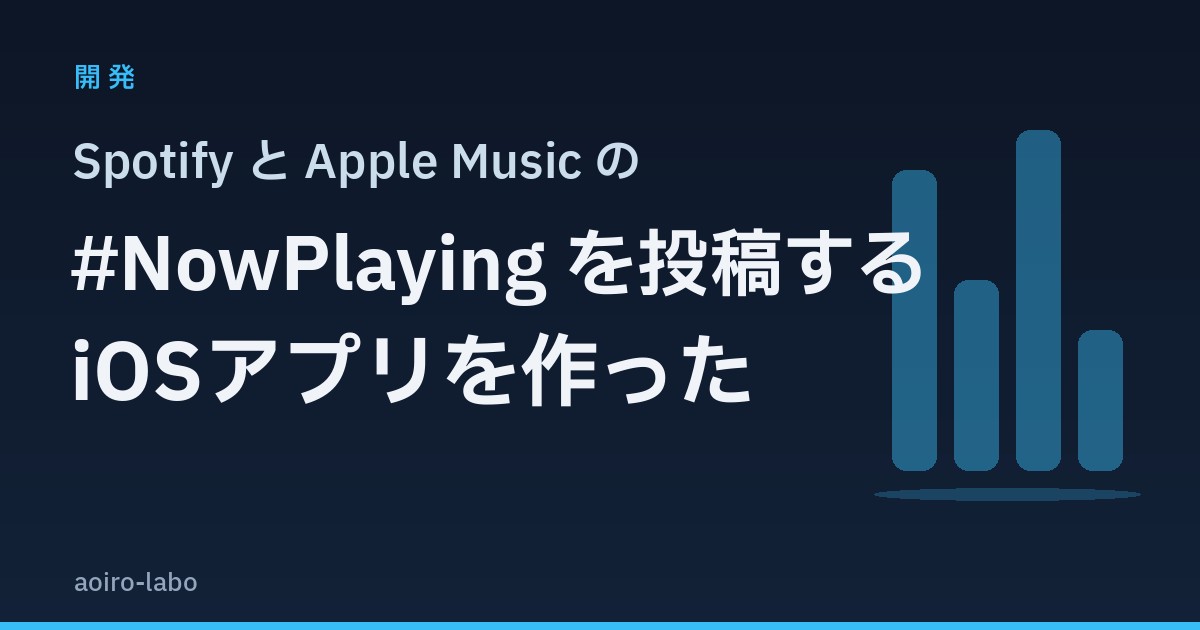 開発
Spotify と Apple Music の
#NowPlaying を投稿する
iOSアプリを作った
aoiro-labo